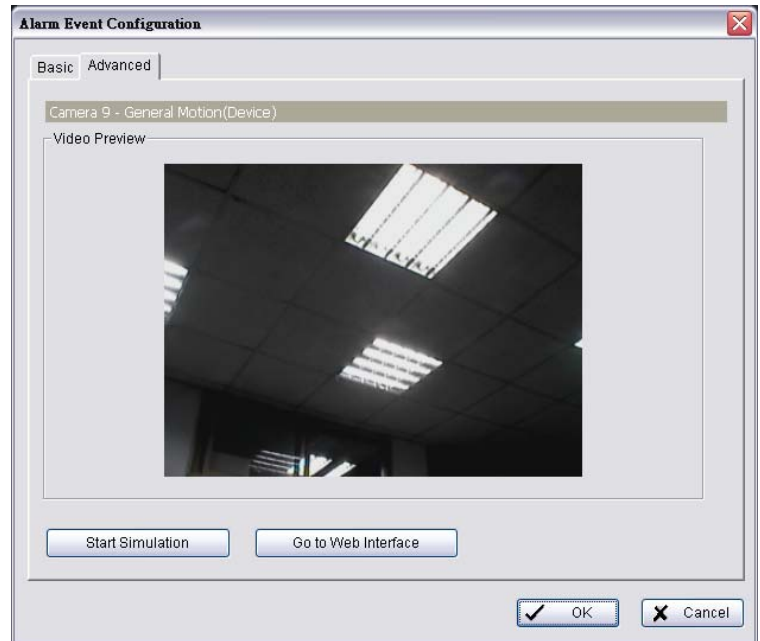 Alarm Event Configuration
Basic Advanced
Camera 9 - General Motion(Device)
Video Preview
Start Simulation Go to Web Interface
OK Cancel